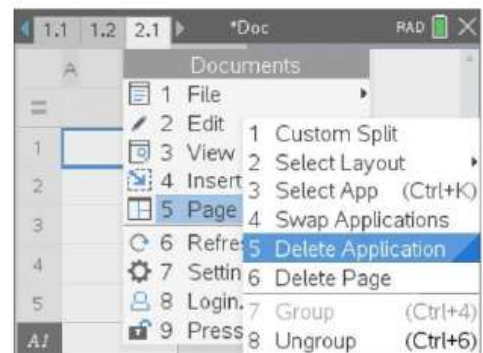 1.1 1.2 2.1 *Doc RAD
A
Documents
=
1 File
2 Edit
3 View
4 Insert
5 Page
6 Refre
7 Settin
8 Login.
9 Press
1 Custom Split
2 Select Layout
3 Select App (Ctrl+K)
4 Swap Applications
5 Delete Application
6 Delete Page
7 Group (Ctrl+4)
8 Ungroup (Ctrl+6)
1
2
3
4
5
A1